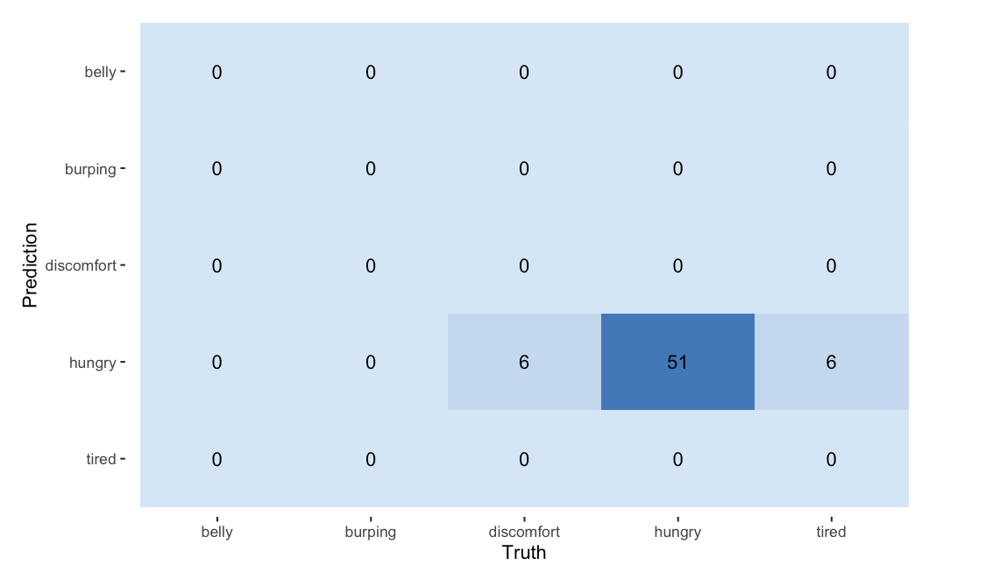 belly 0 0 0 0 0
burping 0 0 0 0 0
Prediction
discomfort 0 0 0 0 0
hungry 0 0 6 51 6
tired 0 0 0 0 0
belly burping discomfort hungry tired
Truth